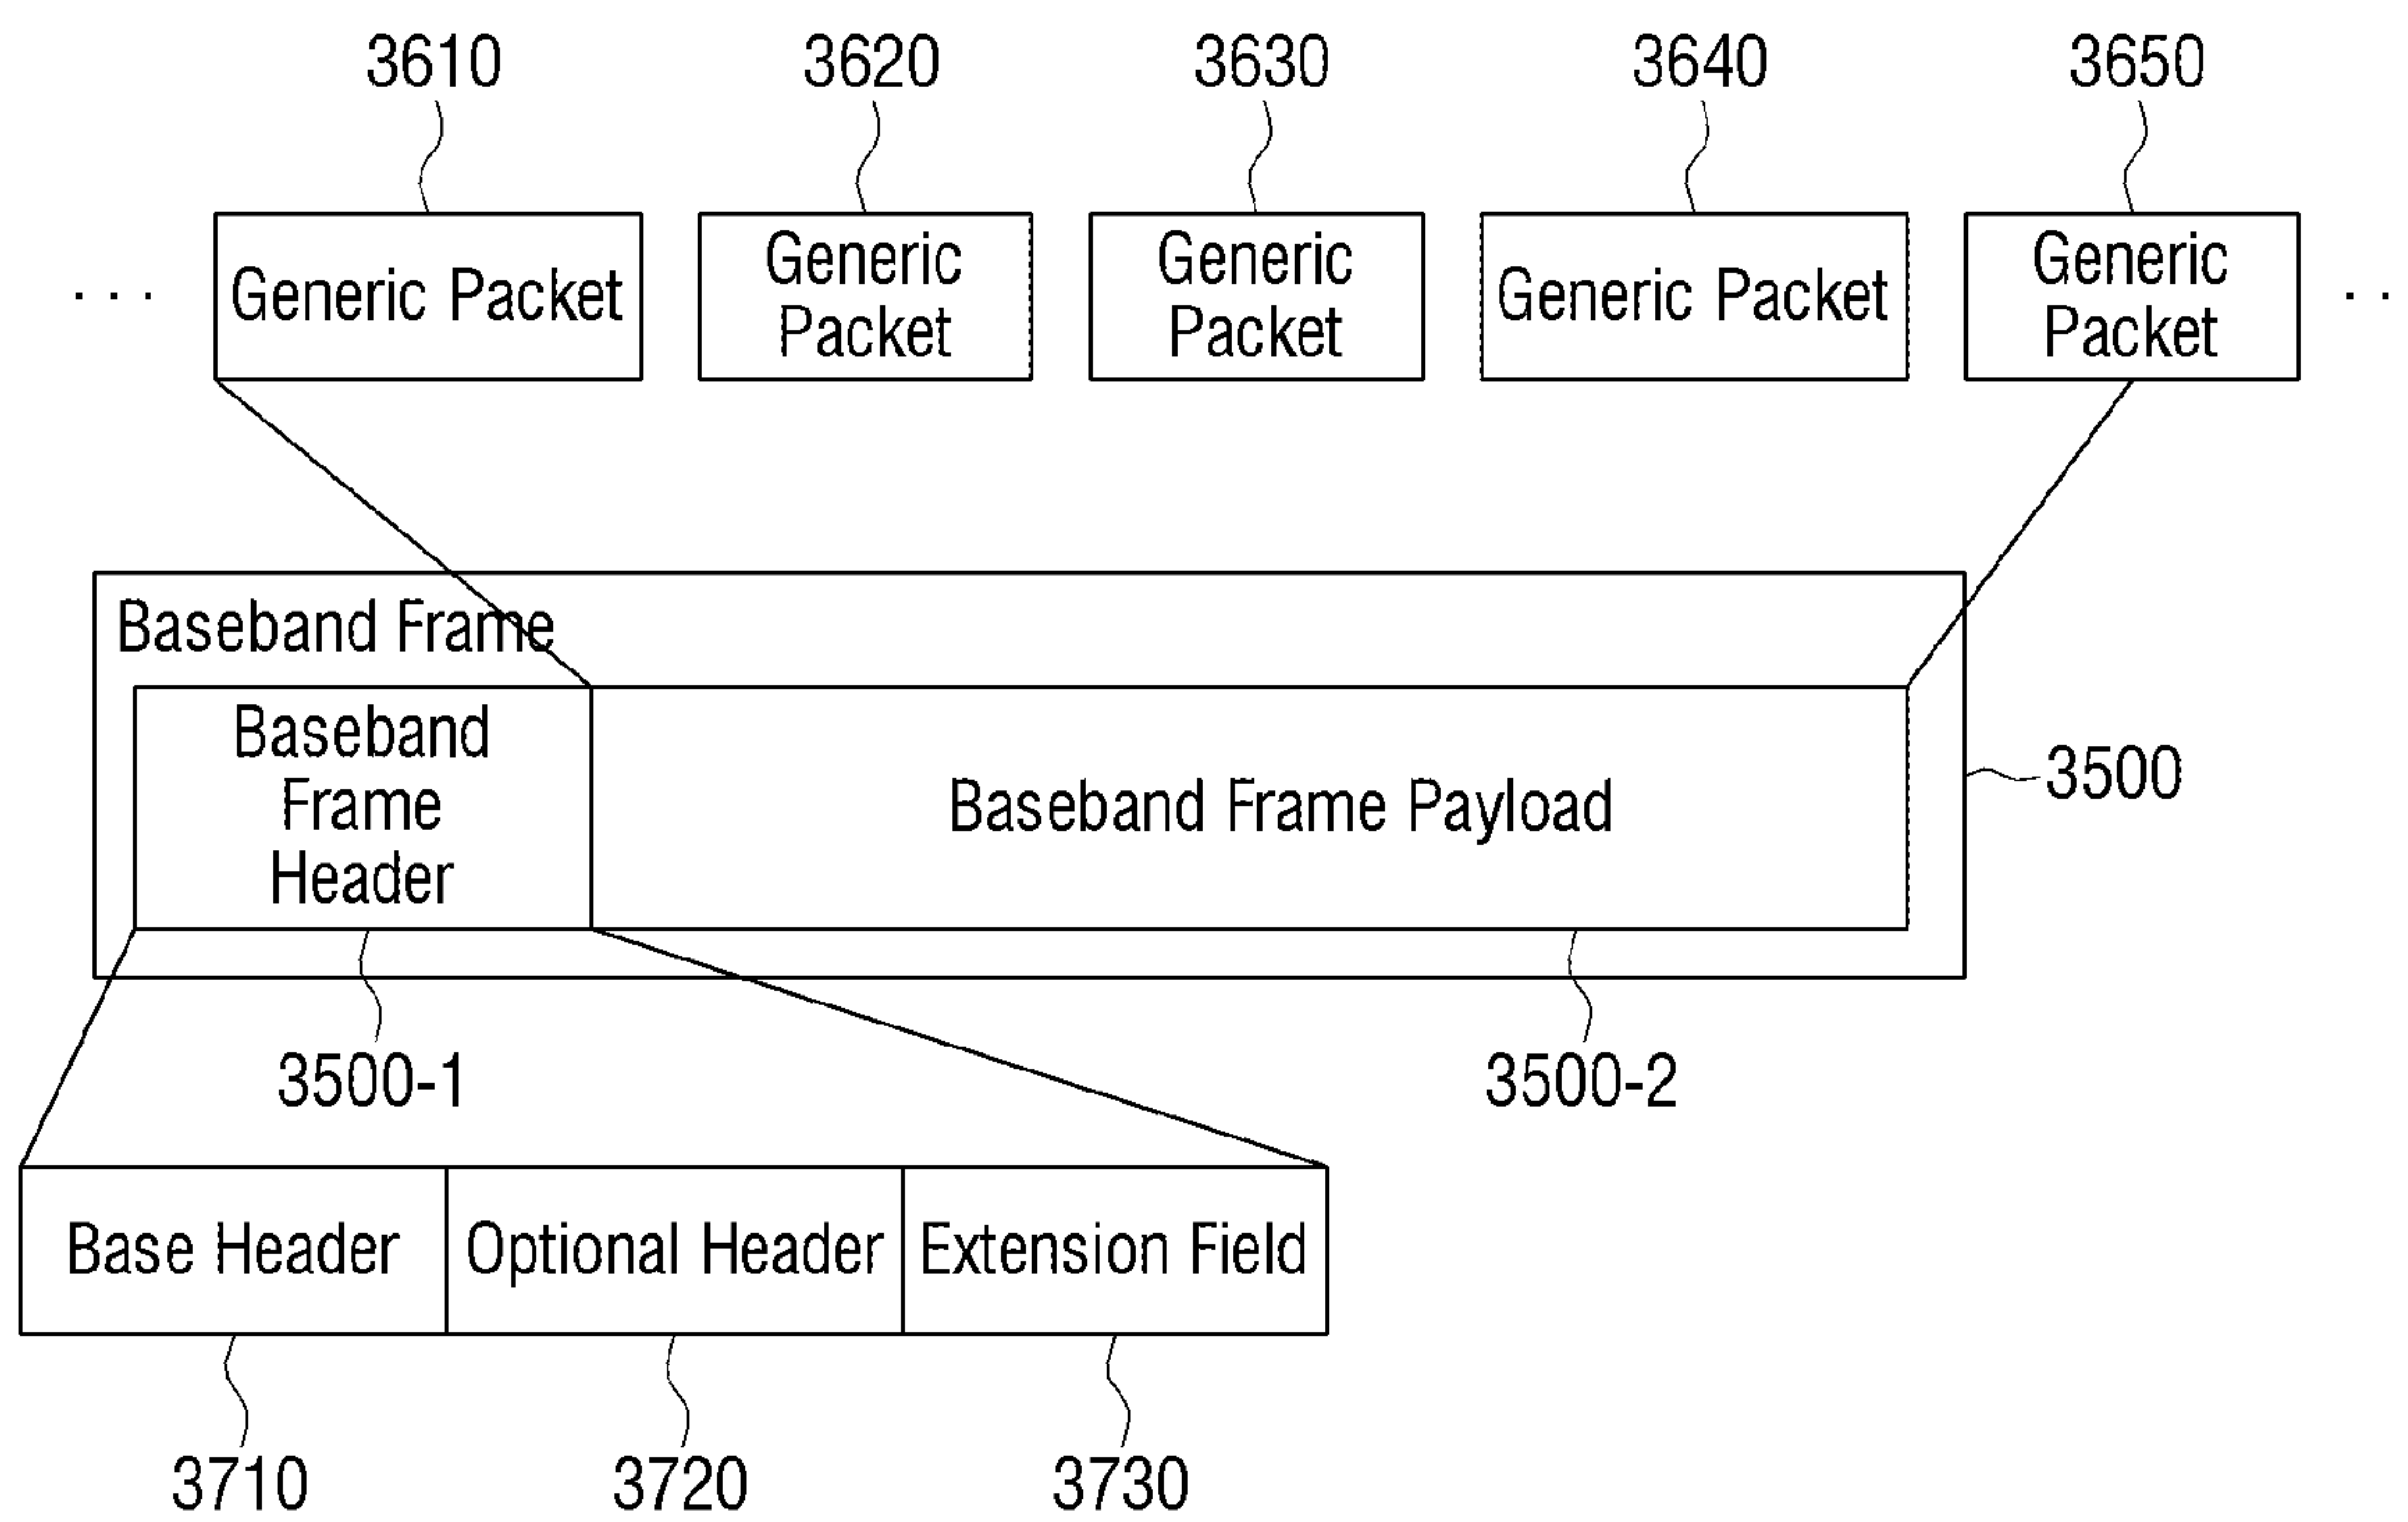 3610 3620 3630 3640 3650
. . . Generic Packet Generic Packet Generic Packet Generic Packet Generic Packet . .
Baseband Frame
Baseband
Frame
Header
Baseband Frame Payload
3500
3500-1 3500-2
Base Header Optional Header Extension Field
3710 3720 3730